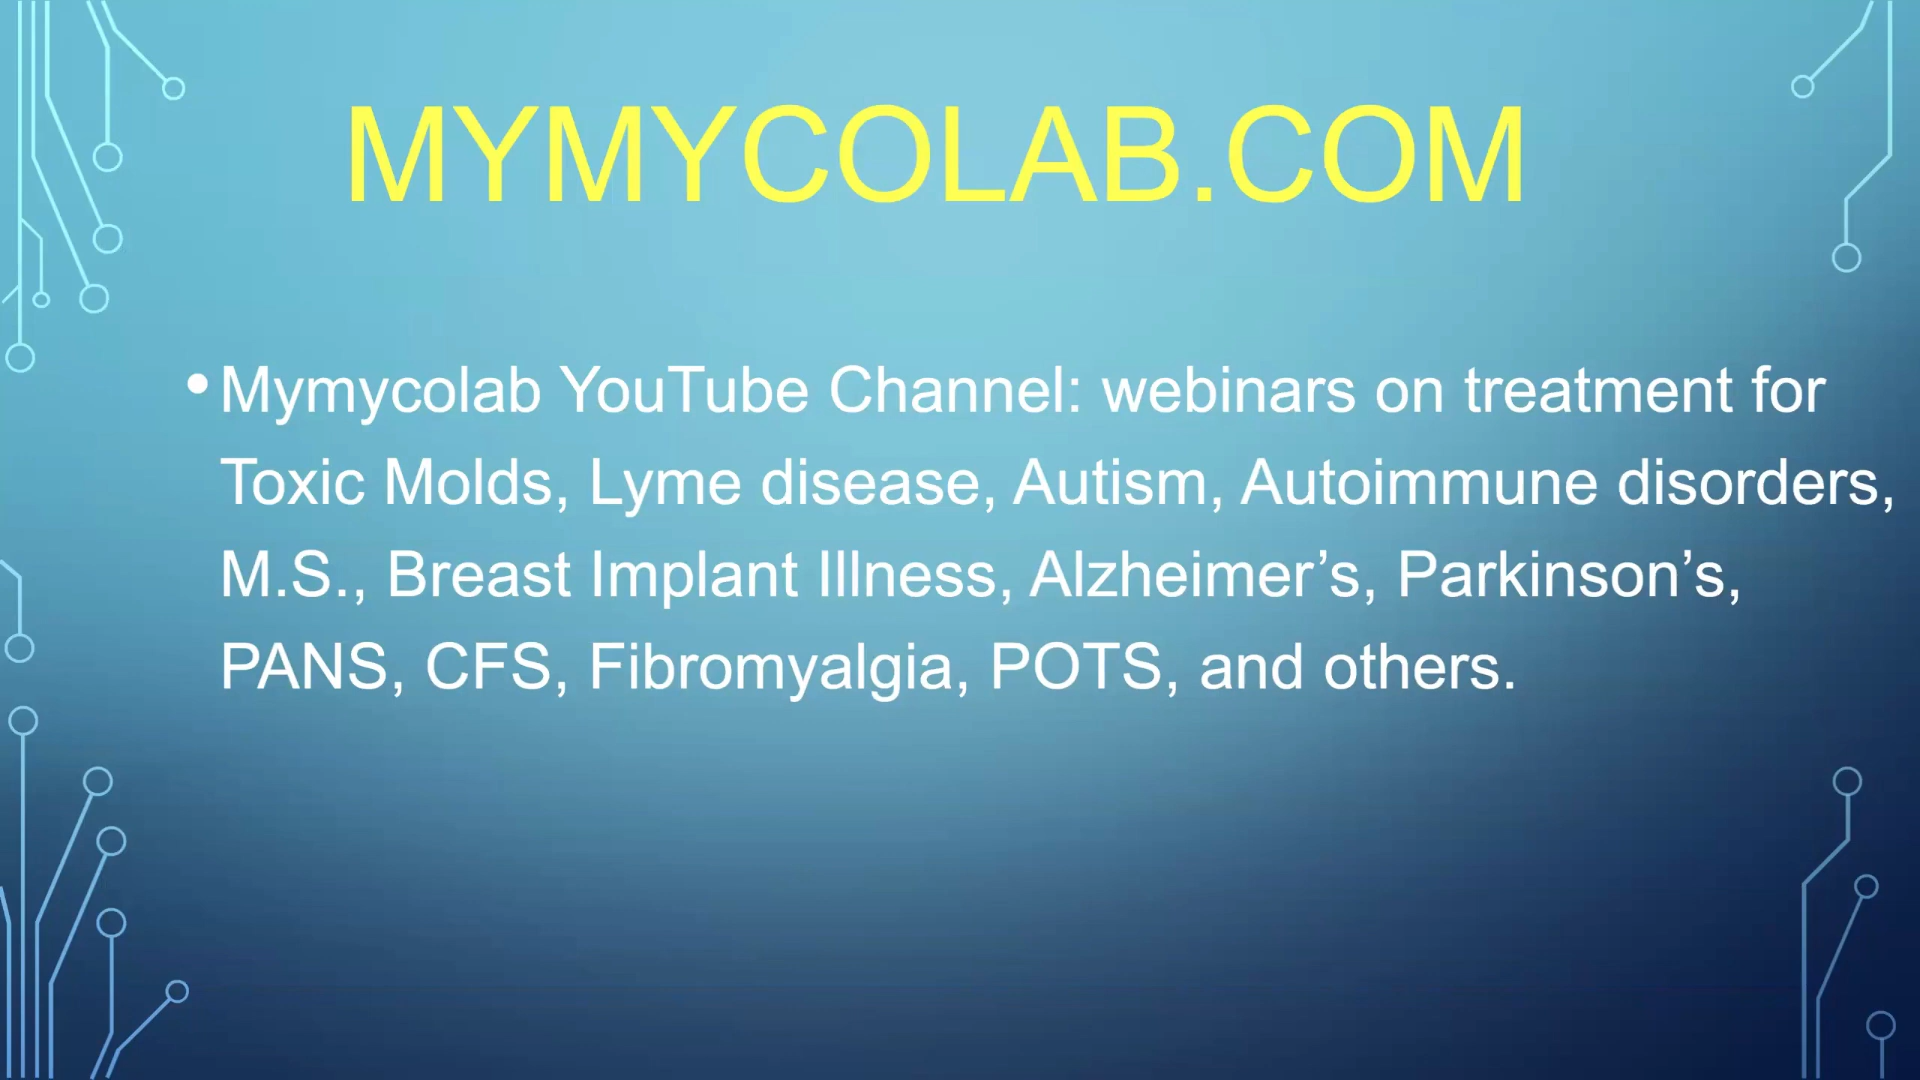 MYMYCOLAB.COM
•Mymycolab YouTube Channel: webinars on treatment for
Toxic Molds, Lyme disease, Autism, Autoimmune disorders,
M.S., Breast Implant Illness, Alzheimer’s, Parkinson’s,
PANS, CFS, Fibromyalgia, POTS, and others.